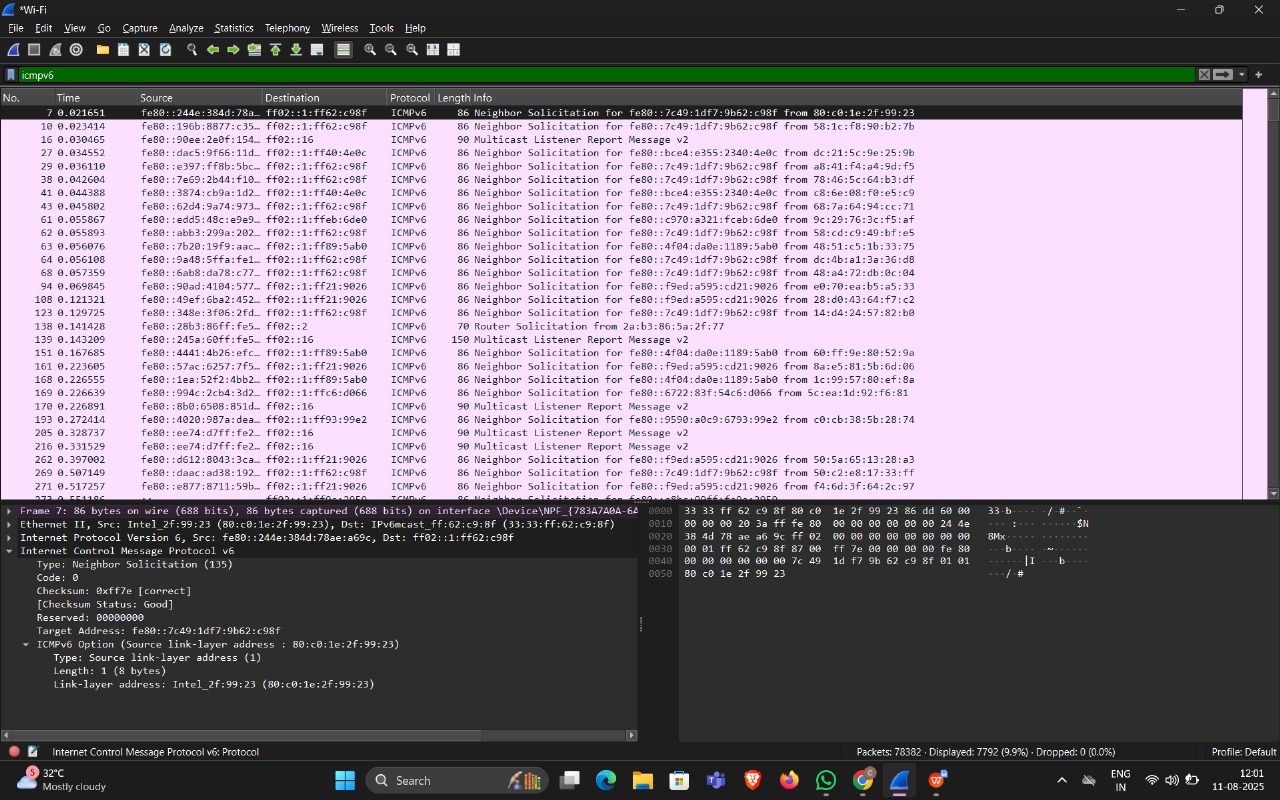 *Wi-Fi
File Edit View Go Capture Analyze Statistics Telephony Wireless Tools Help
icmpv6
No. Time Source Destination Protocol Length Info
7 0.021651 fe80::244e:384d:78a… ff02::1:ff62:c98f ICMPv6 86 Neighbor Solicitation for fe80::7c49:1df7:9b62:c98f from 80:c0:1e:2f:99:23
10 0.023414 fe80::196b:8877:c35… ff02::1:ff62:c98f ICMPv6 86 Neighbor Solicitation for fe80::7c49:1df7:9b62:c98f from 58:1c:f8:90:b2:7b
16 0.030465 fe80::90ee:2e0f:154… ff02::16 ICMPv6 90 Multicast Listener Report Message v2
27 0.034552 fe80::dac5:9f66:11d… ff02::1:ff40:4e0c ICMPv6 86 Neighbor Solicitation for fe80::bce4:e355:2340:4e0c from dc:21:5c:9e:25:9b
29 0.036110 fe80::e397:ff8b:5bc… ff02::1:ff62:c98f ICMPv6 86 Neighbor Solicitation for fe80::7c49:1df7:9b62:c98f from a8:41:f4:a4:9d:f5
38 0.042604 fe80::7e69:2b44:f10… ff02::1:ff62:c98f ICMPv6 86 Neighbor Solicitation for fe80::7c49:1df7:9b62:c98f from 78:46:5c:64:b3:df
41 0.044388 fe80::3874:cb9a:1d2… ff02::1:ff40:4e0c ICMPv6 86 Neighbor Solicitation for fe80::bce4:e355:2340:4e0c from c8:6e:08:f0:e5:c9
43 0.045802 fe80::62d4:9a74:973… ff02::1:ff62:c98f ICMPv6 86 Neighbor Solicitation for fe80::7c49:1df7:9b62:c98f from 68:7a:64:94:cc:71
61 0.055867 fe80::edd5:48c:e9e9… ff02::1:ffeb:6de0 ICMPv6 86 Neighbor Solicitation for fe80::c970:a321:fceb:6de0 from 9c:29:76:3c:f5:af
62 0.055893 fe80::abb3:299a:202… ff02::1:ff62:c98f ICMPv6 86 Neighbor Solicitation for fe80::7c49:1df7:9b62:c98f from 58:cd:c9:49:bf:e5
63 0.056076 fe80::7b20:19f9:aac… ff02::1:ff89:5ab0 ICMPv6 86 Neighbor Solicitation for fe80::4f04:da0e:1189:5ab0 from 48:51:c5:1b:33:75
64 0.056108 fe80::9a48:5ffa:fe1… ff02::1:ff62:c98f ICMPv6 86 Neighbor Solicitation for fe80::7c49:1df7:9b62:c98f from dc:4b:a1:3a:36:d8
68 0.057359 fe80::6ab8:da78:c77… ff02::1:ff62:c98f ICMPv6 86 Neighbor Solicitation for fe80::7c49:1df7:9b62:c98f from 48:a4:72:db:0c:04
94 0.069845 fe80::90ad:4104:577… ff02::1:ff21:9026 ICMPv6 86 Neighbor Solicitation for fe80::f9ed:a595:cd21:9026 from e0:70:ea:b5:a5:33
108 0.121321 fe80::49ef:6ba2:452… ff02::1:ff21:9026 ICMPv6 86 Neighbor Solicitation for fe80::f9ed:a595:cd21:9026 from 28:d0:43:64:f7:c2
123 0.129725 fe80::348e:3f06:2fd… ff02::1:ff62:c98f ICMPv6 86 Neighbor Solicitation for fe80::7c49:1df7:9b62:c98f from 14:d4:24:57:82:b0
138 0.141428 fe80::28b3:86ff:fe5… ff02::2 ICMPv6 70 Router Solicitation from 2a:b3:86:5a:2f:77
139 0.143209 fe80::245a:60ff:fe5… ff02::16 ICMPv6 150 Multicast Listener Report Message v2
151 0.167685 fe80::4441:4b26:efc… ff02::1:ff89:5ab0 ICMPv6 86 Neighbor Solicitation for fe80::4f04:da0e:1189:5ab0 from 60:ff:9e:80:52:9a
161 0.223605 fe80::57ac:6257:7f5… ff02::1:ff21:9026 ICMPv6 86 Neighbor Solicitation for fe80::f9ed:a595:cd21:9026 from 8a:e5:81:5b:6d:06
168 0.226555 fe80::1ea:52f2:4bb2… ff02::1:ff89:5ab0 ICMPv6 86 Neighbor Solicitation for fe80::4f04:da0e:1189:5ab0 from 1c:99:57:80:ef:8a
169 0.226639 fe80::994c:2cb4:3d2… ff02::1:ffc6:d066 ICMPv6 86 Neighbor Solicitation for fe80::6722:83f:54c6:d066 from 5c:ea:1d:92:f6:81
170 0.226891 fe80::8b0:6508:851d… ff02::16 ICMPv6 90 Multicast Listener Report Message v2
193 0.272414 fe80::4020:987a:dea… ff02::1:ff93:99e2 ICMPv6 86 Neighbor Solicitation for fe80::9590:a0c9:6793:99e2 from c0:cb:38:5b:28:74
205 0.328737 fe80::ee74:d7ff:fe2… ff02::16 ICMPv6 90 Multicast Listener Report Message v2
216 0.331529 fe80::ee74:d7ff:fe2… ff02::16 ICMPv6 90 Multicast Listener Report Message v2
262 0.397002 fe80::d612:8043:3ca… ff02::1:ff21:9026 ICMPv6 86 Neighbor Solicitation for fe80::f9ed:a595:cd21:9026 from 50:5a:65:13:28:a3
269 0.507149 fe80::daac:ad38:192… ff02::1:ff62:c98f ICMPv6 86 Neighbor Solicitation for fe80::7c49:1df7:9b62:c98f from 50:c2:e8:17:33:ff
271 0.517257 fe80::e877:8711:59b… ff02::1:ff21:9026 ICMPv6 86 Neighbor Solicitation for fe80::f9ed:a595:cd21:9026 from f4:6d:3f:64:2c:97
Frame 7: 86 bytes on wire (688 bits), 86 bytes captured (688 bits) on interface \Device\NPF_{783A7A0A-6A
Ethernet II, Src: Intel_2f:99:23 (80:c0:1e:2f:99:23), Dst: IPv6mcast_ff:62:c9:8f (33:33:ff:62:c9:8f)
Internet Protocol Version 6, Src: fe80::244e:384d:78ae:a69c, Dst: ff02::1:ff62:c98f
Internet Control Message Protocol v6
Type: Neighbor Solicitation (135)
Code: 0
Checksum: 0xff7e [correct]
[Checksum Status: Good]
Reserved: 00000000
Target Address: fe80::7c49:1df7:9b62:c98f
ICMPv6 Option (Source link-layer address : 80:c0:1e:2f:99:23)
Type: Source link-layer address (1)
Length: 1 (8 bytes)
Link-layer address: Intel_2f:99:23 (80:c0:1e:2f:99:23)
0000 33 33 ff 62 c9 8f 80 c0 1e 2f 99 23 86 dd 60 00 33·b···· ·/·#··`·
0010 00 00 00 20 3a ff fe 80 00 00 00 00 00 00 24 4e ··· :··· ······$N
0020 38 4d 78 ae a6 9c ff 02 00 00 00 00 00 00 00 00 8Mx····· ········
0030 00 01 ff 62 c9 8f 87 00 ff 7e 00 00 00 00 fe 80 ···b···· ·~······
0040 00 00 00 00 00 00 7c 49 1d f7 9b 62 c9 8f 01 01 ······|I ···b····
0050 80 c0 1e 2f 99 23 ···/·#
Internet Control Message Protocol v6: Protocol
Packets: 78382 · Displayed: 7792 (9.9%) · Dropped: 0 (0.0%)
Profile: Default
5
32°C
Mostly cloudy
Search
ENG
IN
12:01
11-08-2025